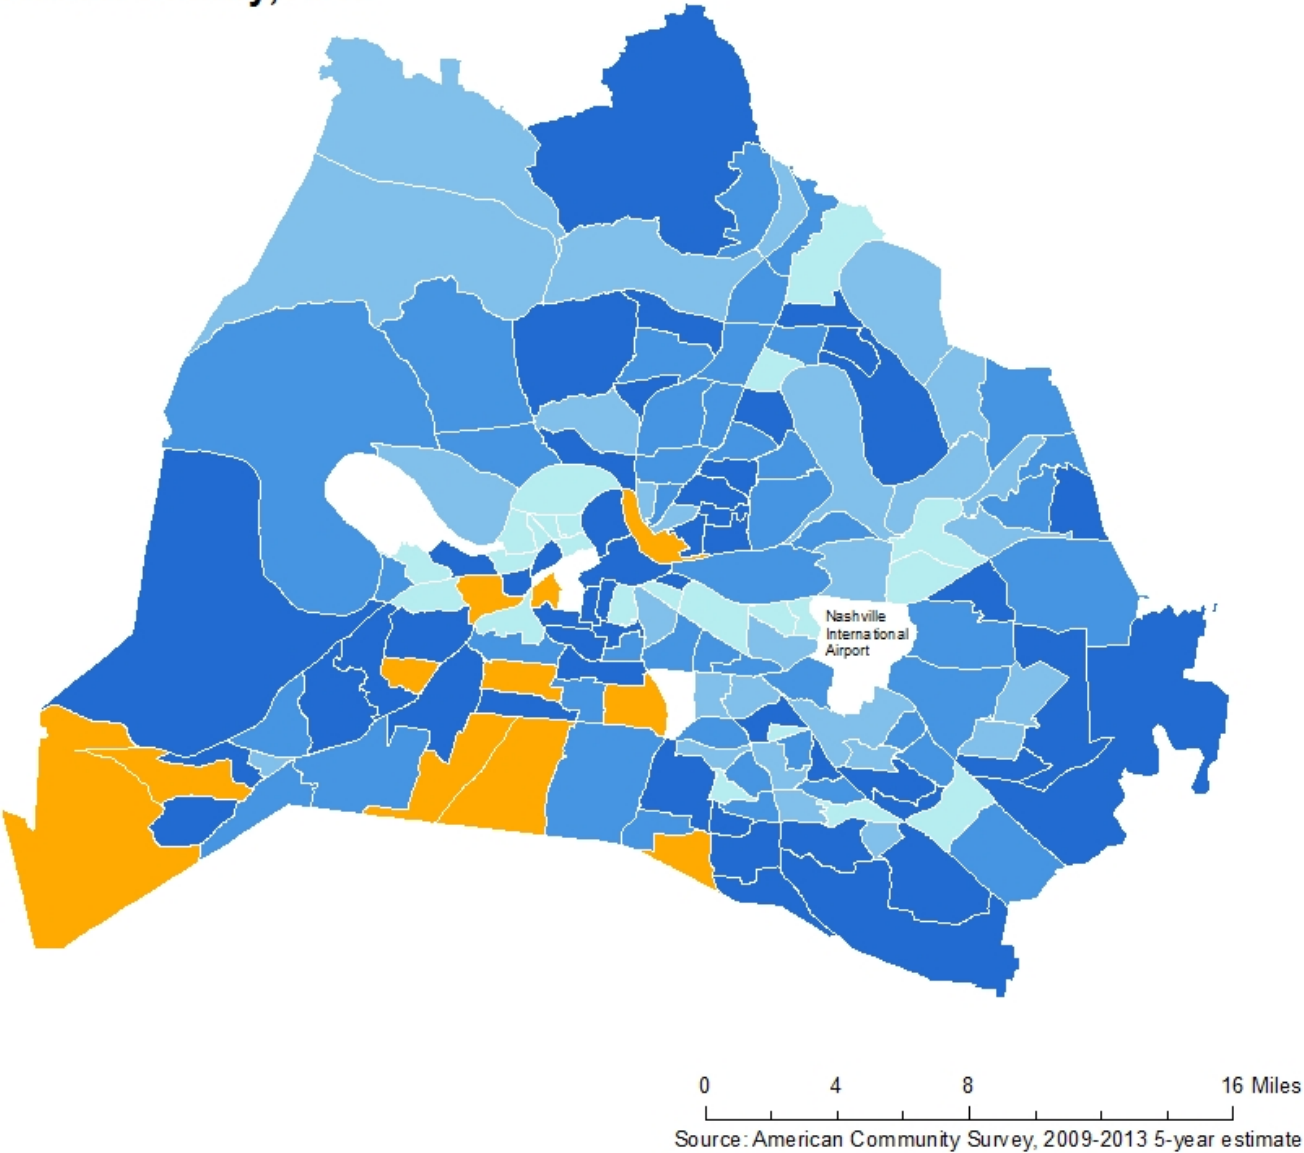 Nashville
International
Airport
0 4 8 16 Miles
Source: American Community Survey, 2009-2013 5-year estimate